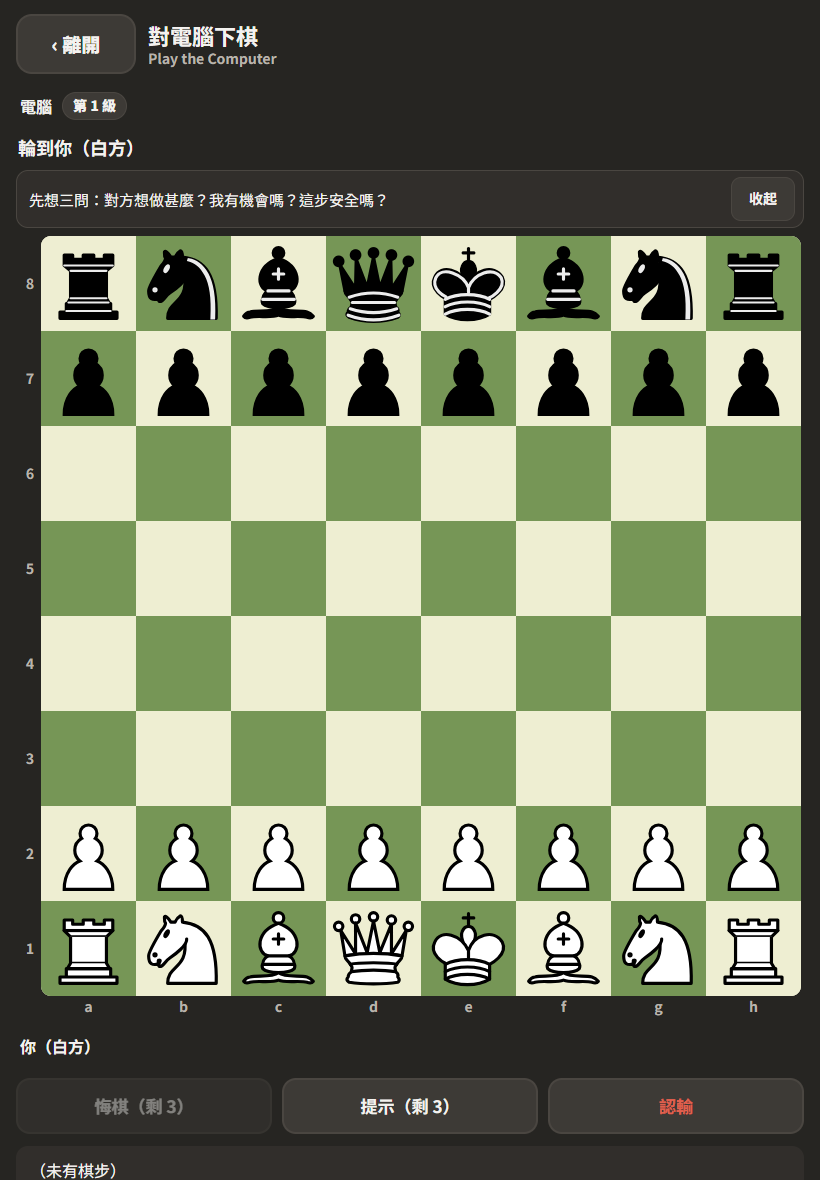 ‹ 離開
對電腦下棋
Play the Computer
電腦 第 1 級
輪到你（白方）
先想三問：對方想做甚麼？我有機會嗎？這步安全嗎？ 收起
8
7
6
5
4
3
2
1
a b c d e f g h
你（白方）
悔棋（剩 3） 提示（剩 3） 認輸
（未有棋步）